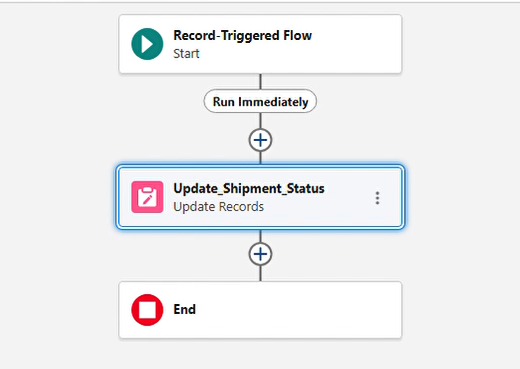 Record-Triggered Flow
Start
Run Immediately
Update_Shipment_Status
Update Records
End